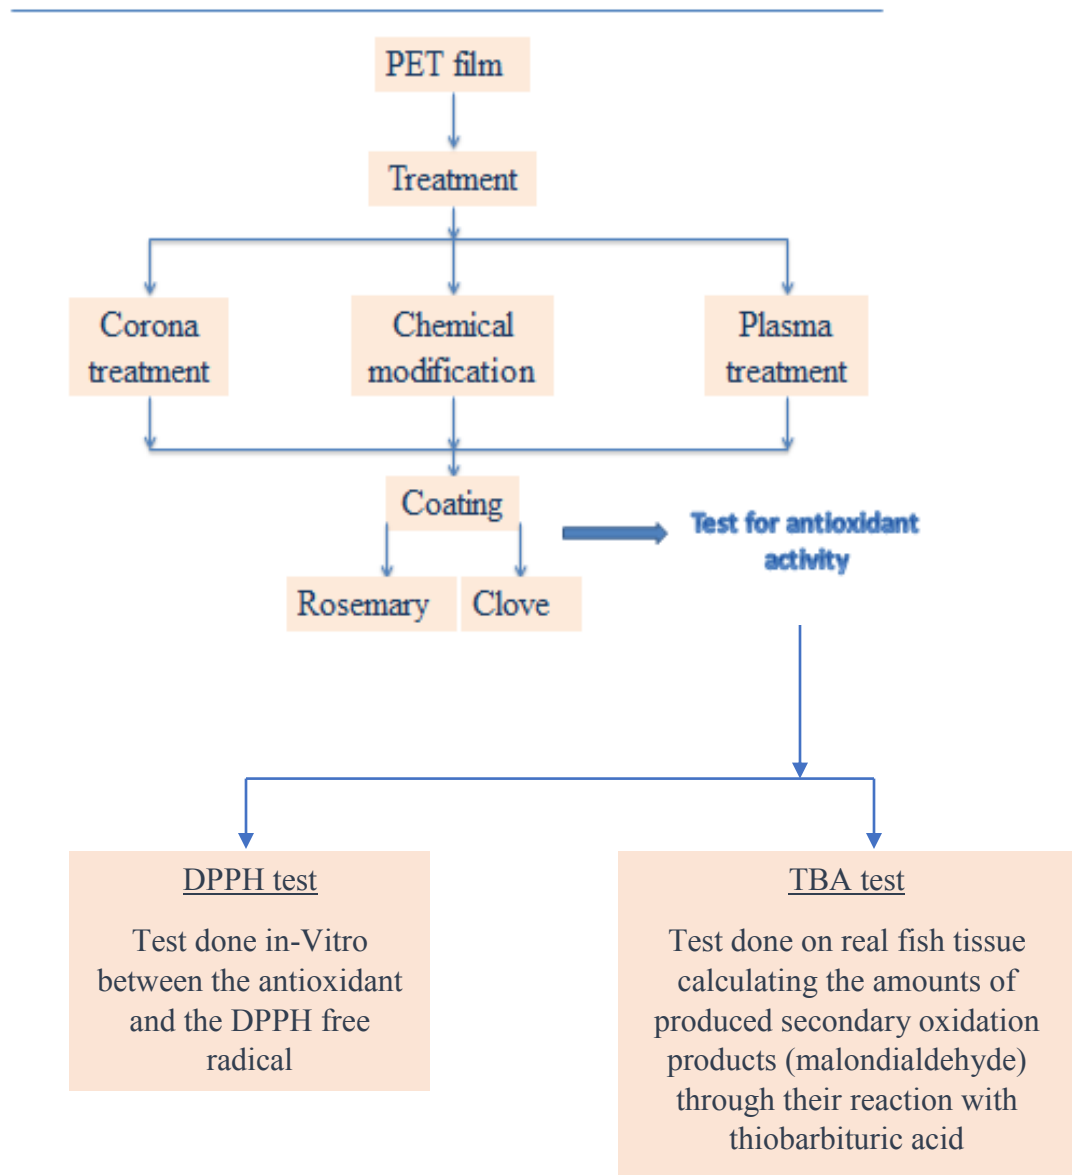 PET film
Treatment
Corona
treatment
Chemical
modification
Plasma
treatment
Coating
Test for antioxidant
activity
Rosemary
Clove
DPPH test
Test done in-Vitro
between the antioxidant
and the DPPH free
radical
TBA test
Test done on real fish tissue
calculating the amounts of
produced secondary oxidation
products (malondialdehyde)
through their reaction with
thiobarbituric acid